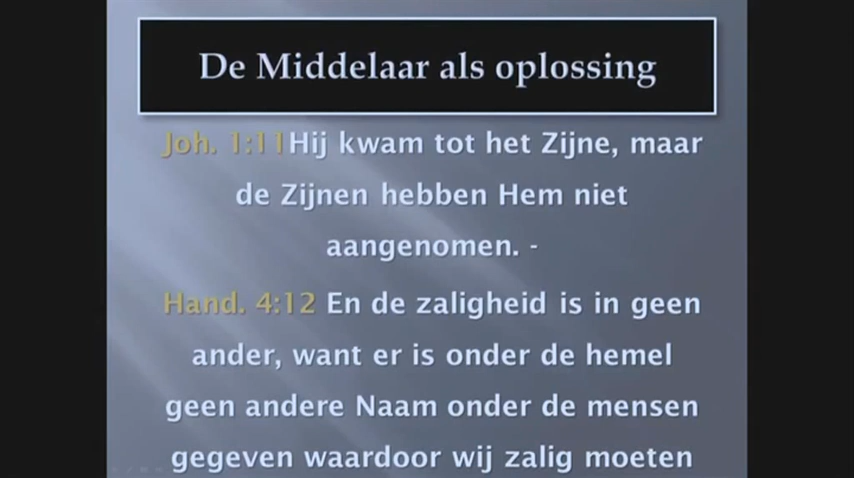 De Middelaar als oplossing
Joh. 1:11Hij kwam tot het Zijne, maar
de Zijnen hebben Hem niet
aangenomen. -
Hand. 4:12 En de zaligheid is in geen
ander, want er is onder de hemel
geen andere Naam onder de mensen
gegeven waardoor wij zalig moeten